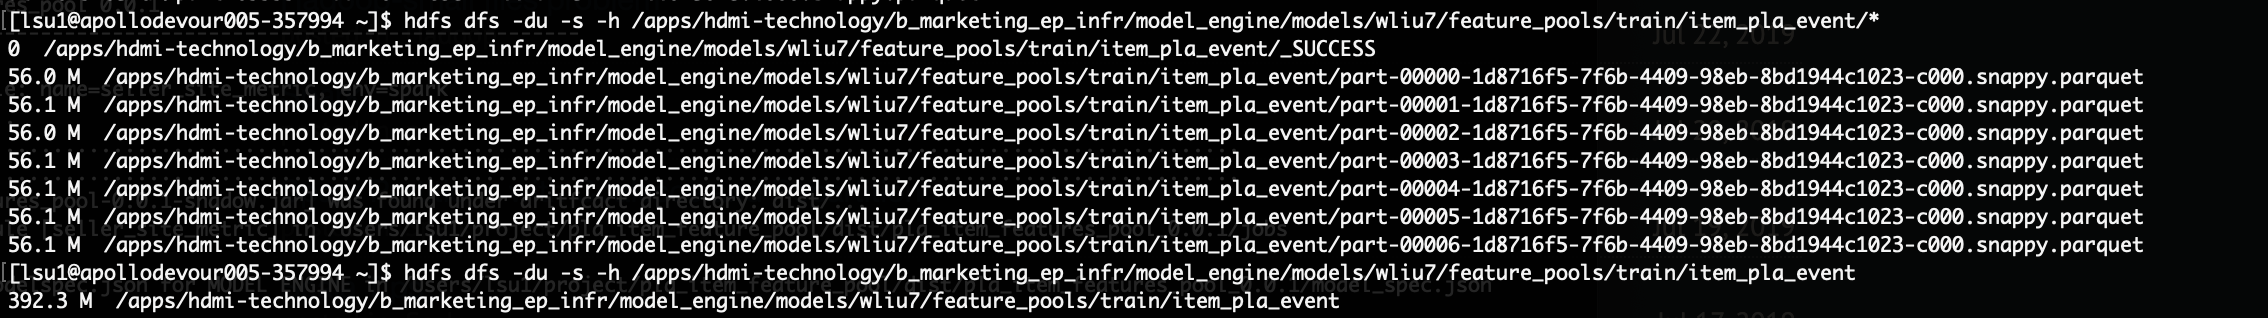 [[lsu1@apollodevour005-357994 ~]$ hdfs dfs -du -s -h /apps/hdmi-technology/b_marketing_ep_infr/model_engine/models/wliu7/feature_pools/train/item_pla_event/*
0  /apps/hdmi-technology/b_marketing_ep_infr/model_engine/models/wliu7/feature_pools/train/item_pla_event/_SUCCESS
56.0 M  /apps/hdmi-technology/b_marketing_ep_infr/model_engine/models/wliu7/feature_pools/train/item_pla_event/part-00000-1d8716f5-7f6b-4409-98eb-8bd1944c1023-c000.snappy.parquet
56.1 M  /apps/hdmi-technology/b_marketing_ep_infr/model_engine/models/wliu7/feature_pools/train/item_pla_event/part-00001-1d8716f5-7f6b-4409-98eb-8bd1944c1023-c000.snappy.parquet
56.0 M  /apps/hdmi-technology/b_marketing_ep_infr/model_engine/models/wliu7/feature_pools/train/item_pla_event/part-00002-1d8716f5-7f6b-4409-98eb-8bd1944c1023-c000.snappy.parquet
56.1 M  /apps/hdmi-technology/b_marketing_ep_infr/model_engine/models/wliu7/feature_pools/train/item_pla_event/part-00003-1d8716f5-7f6b-4409-98eb-8bd1944c1023-c000.snappy.parquet
56.1 M  /apps/hdmi-technology/b_marketing_ep_infr/model_engine/models/wliu7/feature_pools/train/item_pla_event/part-00004-1d8716f5-7f6b-4409-98eb-8bd1944c1023-c000.snappy.parquet
56.1 M  /apps/hdmi-technology/b_marketing_ep_infr/model_engine/models/wliu7/feature_pools/train/item_pla_event/part-00005-1d8716f5-7f6b-4409-98eb-8bd1944c1023-c000.snappy.parquet
56.1 M  /apps/hdmi-technology/b_marketing_ep_infr/model_engine/models/wliu7/feature_pools/train/item_pla_event/part-00006-1d8716f5-7f6b-4409-98eb-8bd1944c1023-c000.snappy.parquet
[[lsu1@apollodevour005-357994 ~]$ hdfs dfs -du -s -h /apps/hdmi-technology/b_marketing_ep_infr/model_engine/models/wliu7/feature_pools/train/item_pla_event
392.3 M  /apps/hdmi-technology/b_marketing_ep_infr/model_engine/models/wliu7/feature_pools/train/item_pla_event